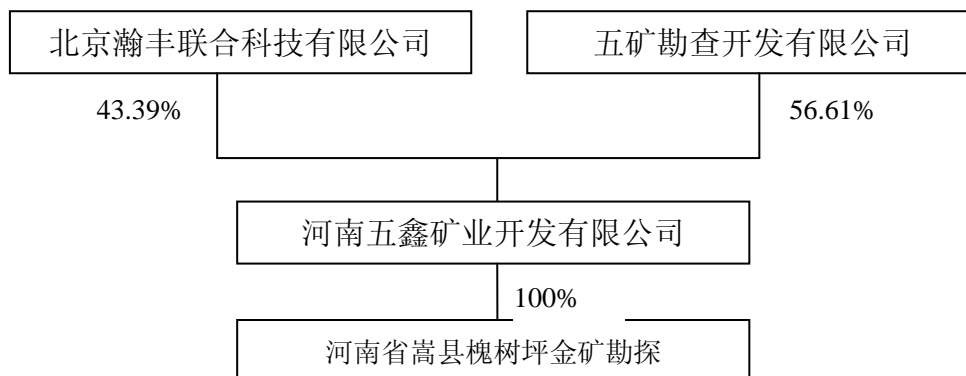 北京瀚丰联合科技有限公司
五矿勘查开发有限公司
43.39%
56.61%
河南五鑫矿业开发有限公司
100%
河南省嵩县槐树坪金矿勘探